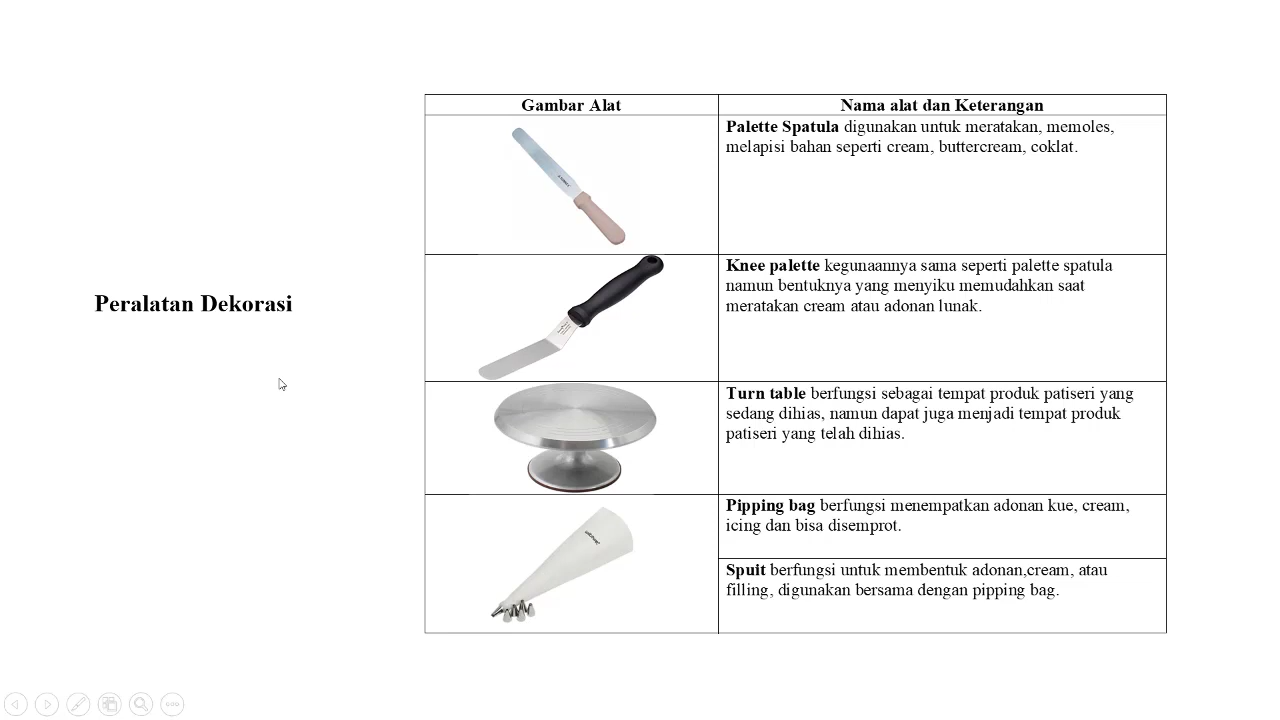 Peralatan Dekorasi
Gambar Alat
Nama alat dan Keterangan
Palette Spatula digunakan untuk meratakan, memoles,
melapisi bahan seperti cream, buttercream, coklat.
Knee palette kegunaannya sama seperti palette spatula
namun bentuknya yang menyiku memudahkan saat
meratakan cream atau adonan lunak.
Turn table berfungsi sebagai tempat produk patiseri yang
sedang dihias, namun dapat juga menjadi tempat produk
patiseri yang telah dihias.
Pipping bag berfungsi menempatkan adonan kue, cream,
icing dan bisa disemprot.
Spuit berfungsi untuk membentuk adonan,cream, atau
filling, digunakan bersama dengan pipping bag.